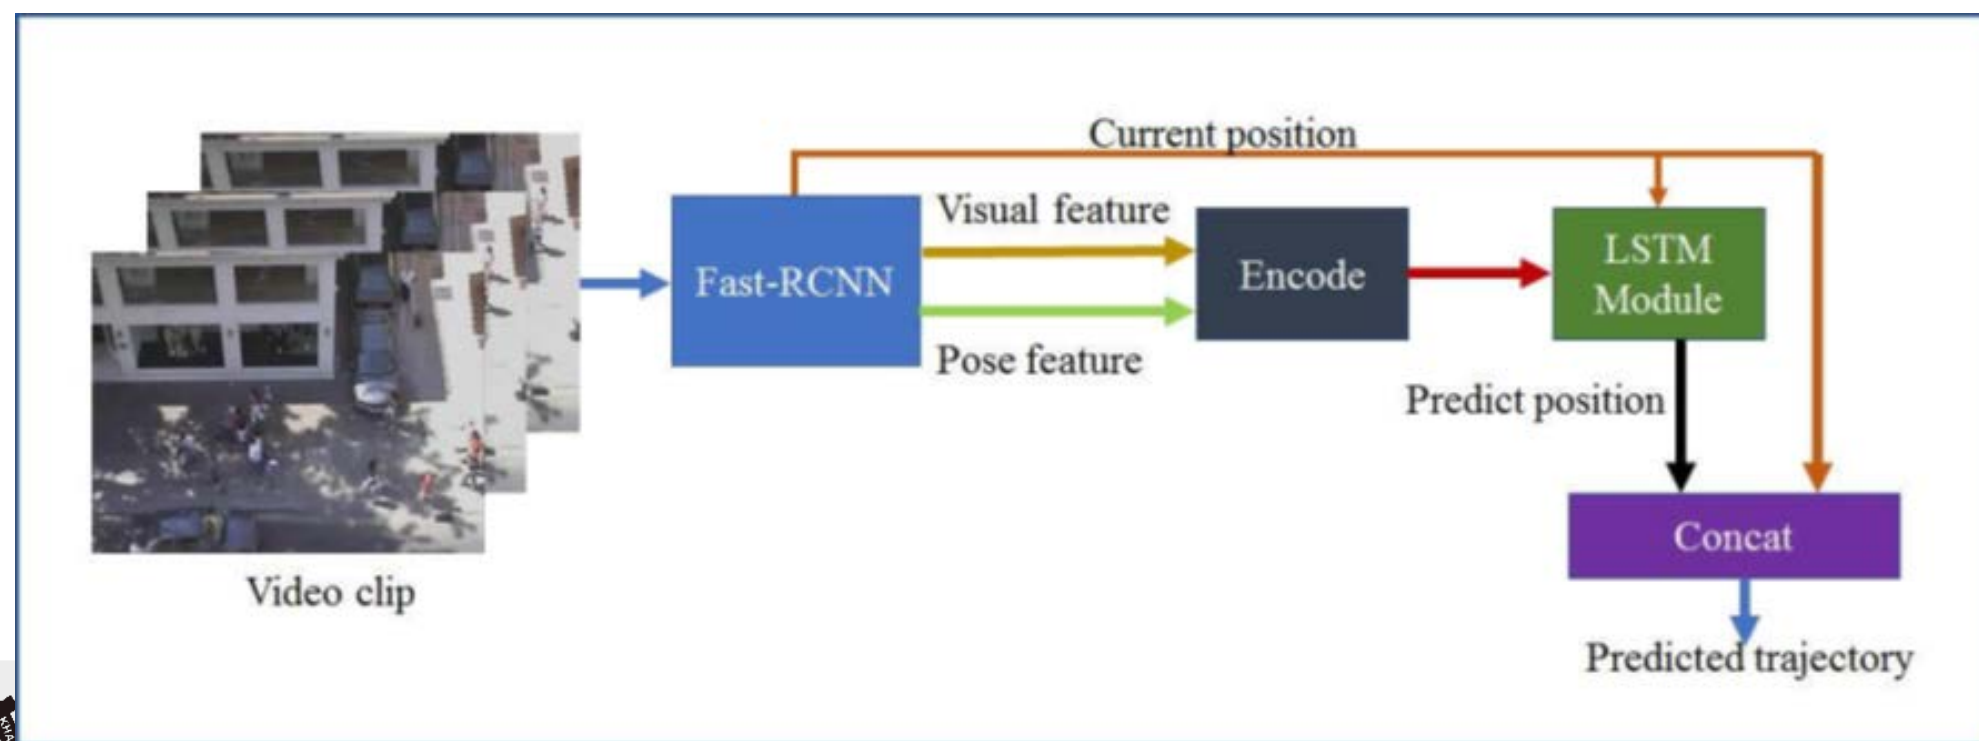 Current position
Visual feature
Fast-RCNN
Encode
LSTM
Module
Pose feature
Predict position
Concat
Video clip
Predicted trajectory